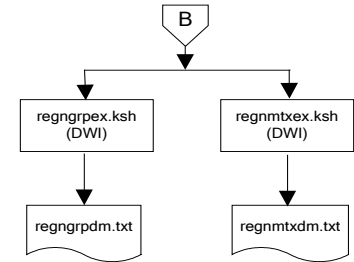 B
regngrpex.ksh
(DWI)
regnmtxex.ksh
(DWI)
regngrpdm.txt
regnmtxdm.txt